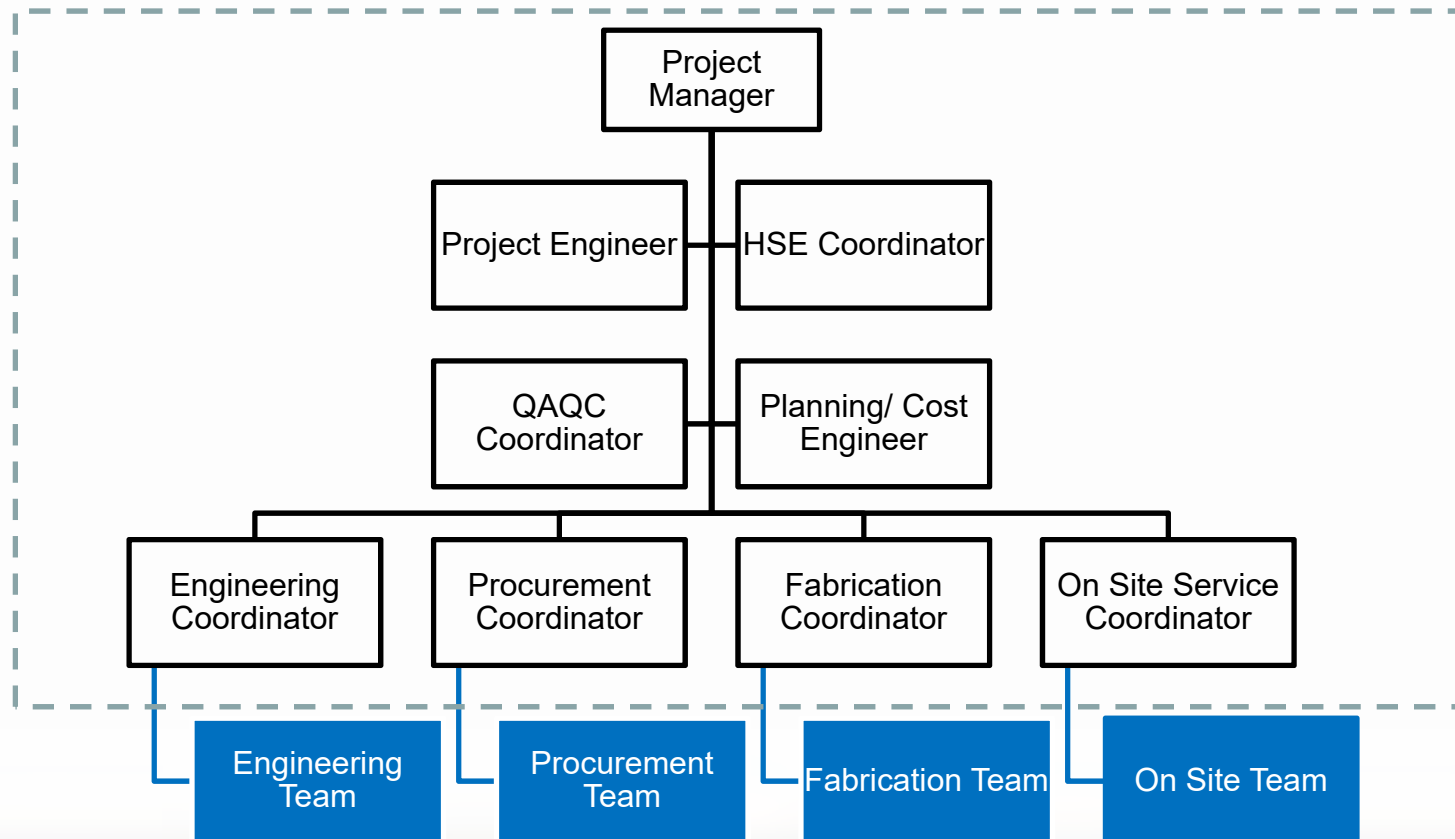 Project
Manager
Project Engineer
HSE Coordinator
QAQC
Coordinator
Planning/ Cost
Engineer
Engineering
Coordinator
Procurement
Coordinator
Fabrication
Coordinator
On Site Service
Coordinator
Engineering
Team
Procurement
Team
Fabrication Team
On Site Team